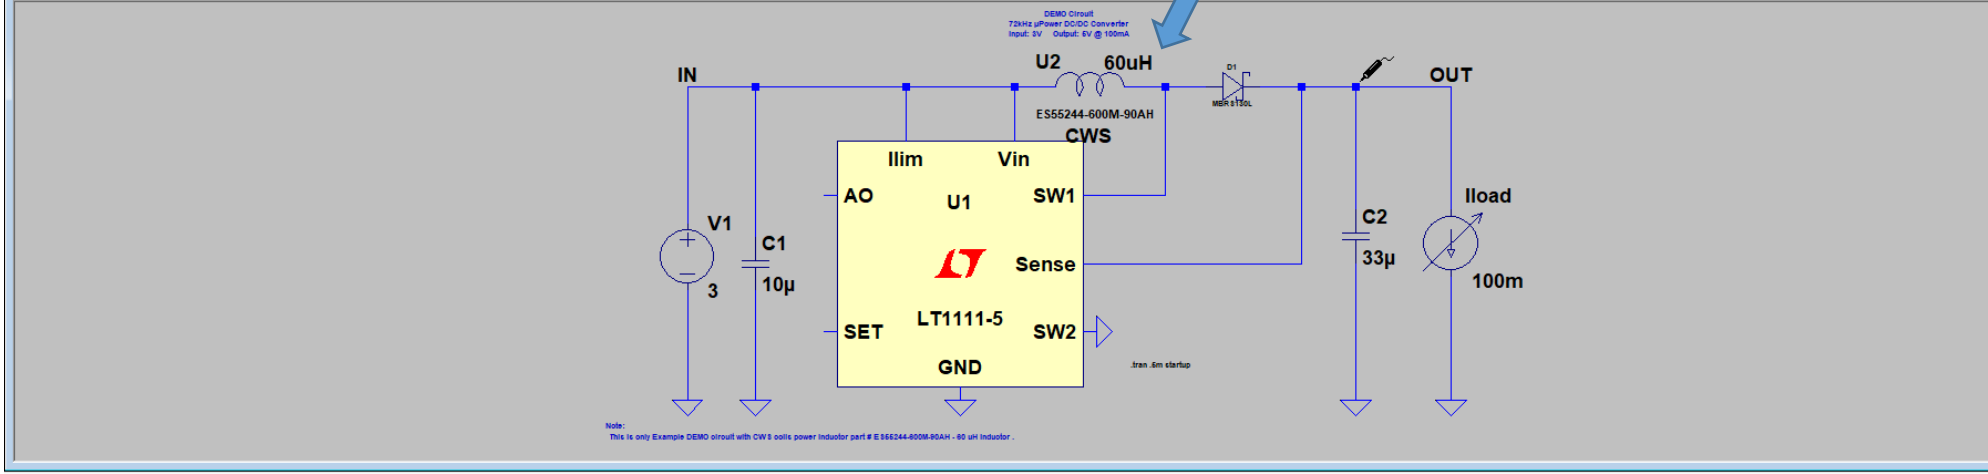 DEMO Circuit
72kHz µPower DC/DC Converter
Input: 3V Output: 5V @ 100mA
U2 60uH
IN
D1
OUT
MBRS130L
ES55244-600M-90AH
CWS
Ilim Vin
AO U1 SW1
Iload
V1 C1 C2
Sense 33µ
3 10µ 100m
LT1111-5
SET SW2
GND
.tran .5m startup
Note:
This is only Example DEMO circuit with CWS coils power Inductor part # ES55244-600M-90AH - 60 uH Inductor .